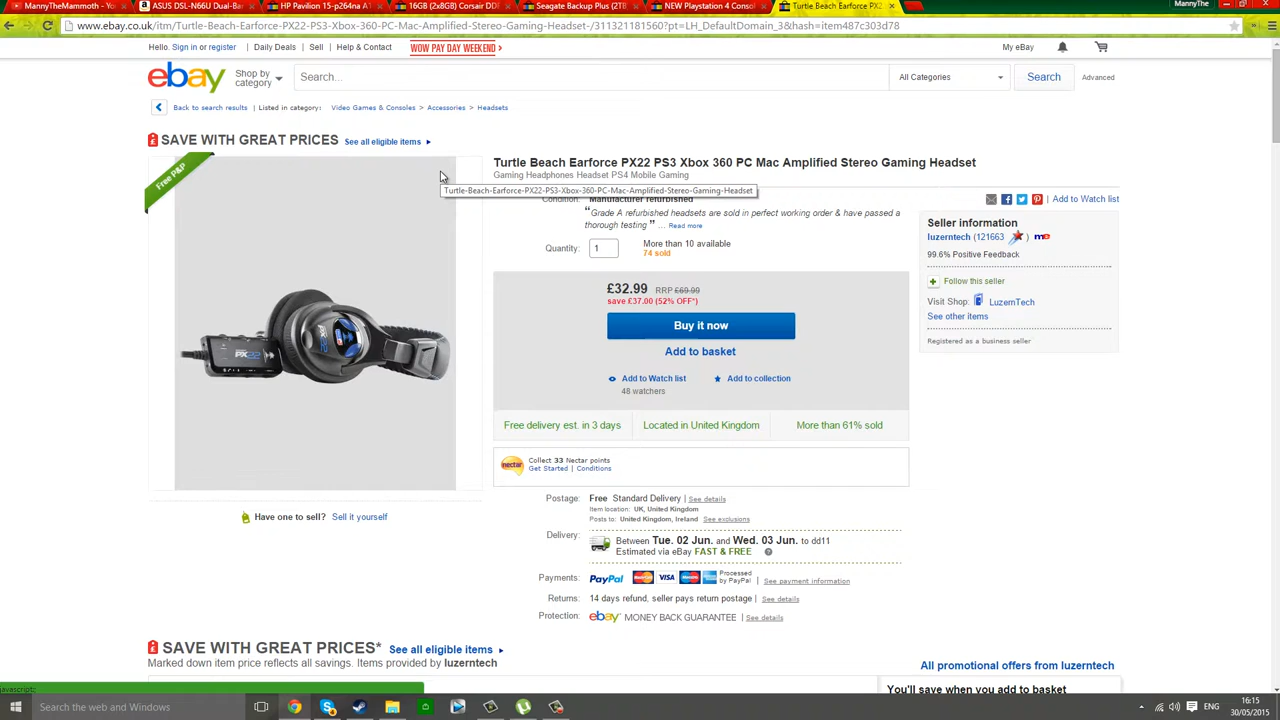 MannyTheMammoth - You
ASUS DSL-N66U Dual-Ba
HP Pavilion 15-p264na A1
16GB (2x8GB) Corsair DDR
Seagate Backup Plus (2TB
NEW Playstation 4 Consol
Turtle Beach Earforce PX2
MannyThe
www.ebay.co.uk/itm/Turtle-Beach-Earforce-PX22-PS3-Xbox-360-PC-Mac-Amplified-Stereo-Gaming-Headset-/311321181560?pt=LH_DefaultDomain_3&hash=item487c303d78
Hello. Sign in or register
Daily Deals
Sell
Help & Contact
WOW PAY DAY WEEKEND
My eBay
ebay
Shop by category
Search...
All Categories
Search
Advanced
Back to search results | Listed in category: Video Games & Consoles > Accessories > Headsets
SAVE WITH GREAT PRICES See all eligible items
Free P&P
Turtle Beach Earforce PX22 PS3 Xbox 360 PC Mac Amplified Stereo Gaming Headset
Gaming Headphones Headset PS4 Mobile Gaming
Turtle-Beach-Earforce-PX22-PS3-Xbox-360-PC-Mac-Amplified-Stereo-Gaming-Headset
Condition: Manufacturer refurbished
“Grade A refurbished headsets are sold in perfect working order & have passed a
thorough testing ” ... Read more
Quantity: 1
More than 10 available
74 sold
£32.99 RRP £69.99
save £37.00 (52% OFF*)
Buy it now
Add to basket
Add to Watch list
Add to collection
48 watchers
Free delivery est. in 3 days
Located in United Kingdom
More than 61% sold
nectar
Collect 33 Nectar points
Get Started | Conditions
Postage: Free Standard Delivery | See details
Item location: UK, United Kingdom
Posts to: United Kingdom, Ireland See exclusions
Delivery: Between Tue. 02 Jun. and Wed. 03 Jun. to dd11
Estimated via eBay FAST & FREE
Payments: PayPal VISA Processed by PayPal | See payment information
Returns: 14 days refund, seller pays return postage | See details
Protection: ebay MONEY BACK GUARANTEE | See details
Add to Watch list
Seller information
luzerntech (121663 ) me
99.6% Positive Feedback
Follow this seller
Visit Shop: LuzernTech
See other items
Registered as a business seller
PX22
Have one to sell? Sell it yourself
SAVE WITH GREAT PRICES* See all eligible items
Marked down item price reflects all savings. Items provided by luzerntech
All promotional offers from luzerntech
You'll save when you add to basket
javascript:
Search the web and Windows
ENG
16:15
30/05/2015